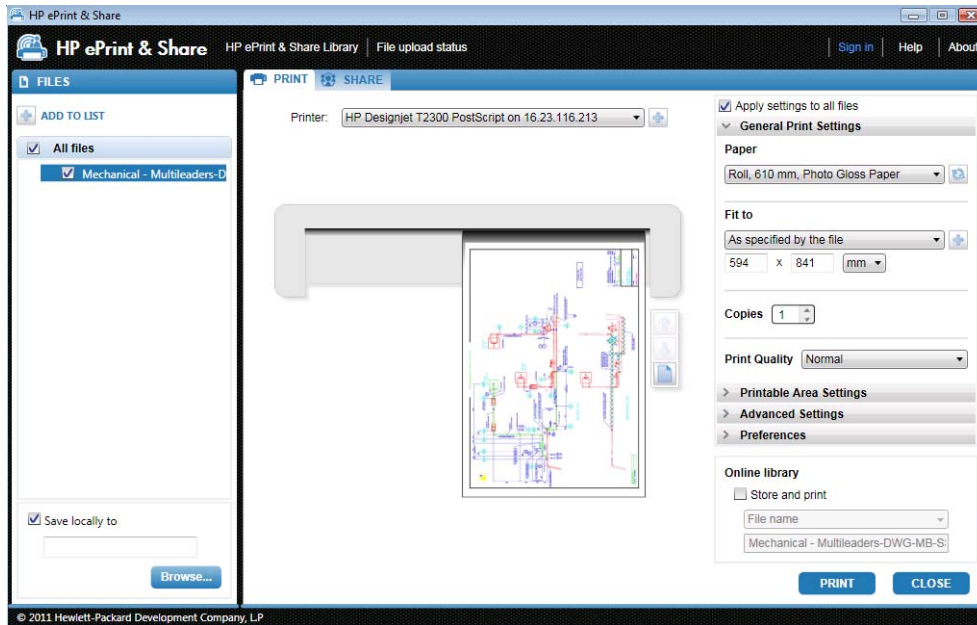 HP ePrint & Share
HP ePrint & Share HP ePrint & Share Library File upload status Sign in Help About
FILES
PRINT SHARE
ADD TO LIST
All files
Mechanical - Multileaders-D
Printer: HP Designjet T2300 PostScript on 16.23.116.213
Apply settings to all files
General Print Settings
Paper
Roll, 610 mm, Photo Gloss Paper
Fit to
As specified by the file
594 x 841 mm
Copies 1
Print Quality Normal
Printable Area Settings
Advanced Settings
Preferences
Online library
Store and print
File name
Mechanical - Multileaders-DWG-MB-S
Save locally to
Browse...
PRINT CLOSE
© 2011 Hewlett-Packard Development Company, L.P